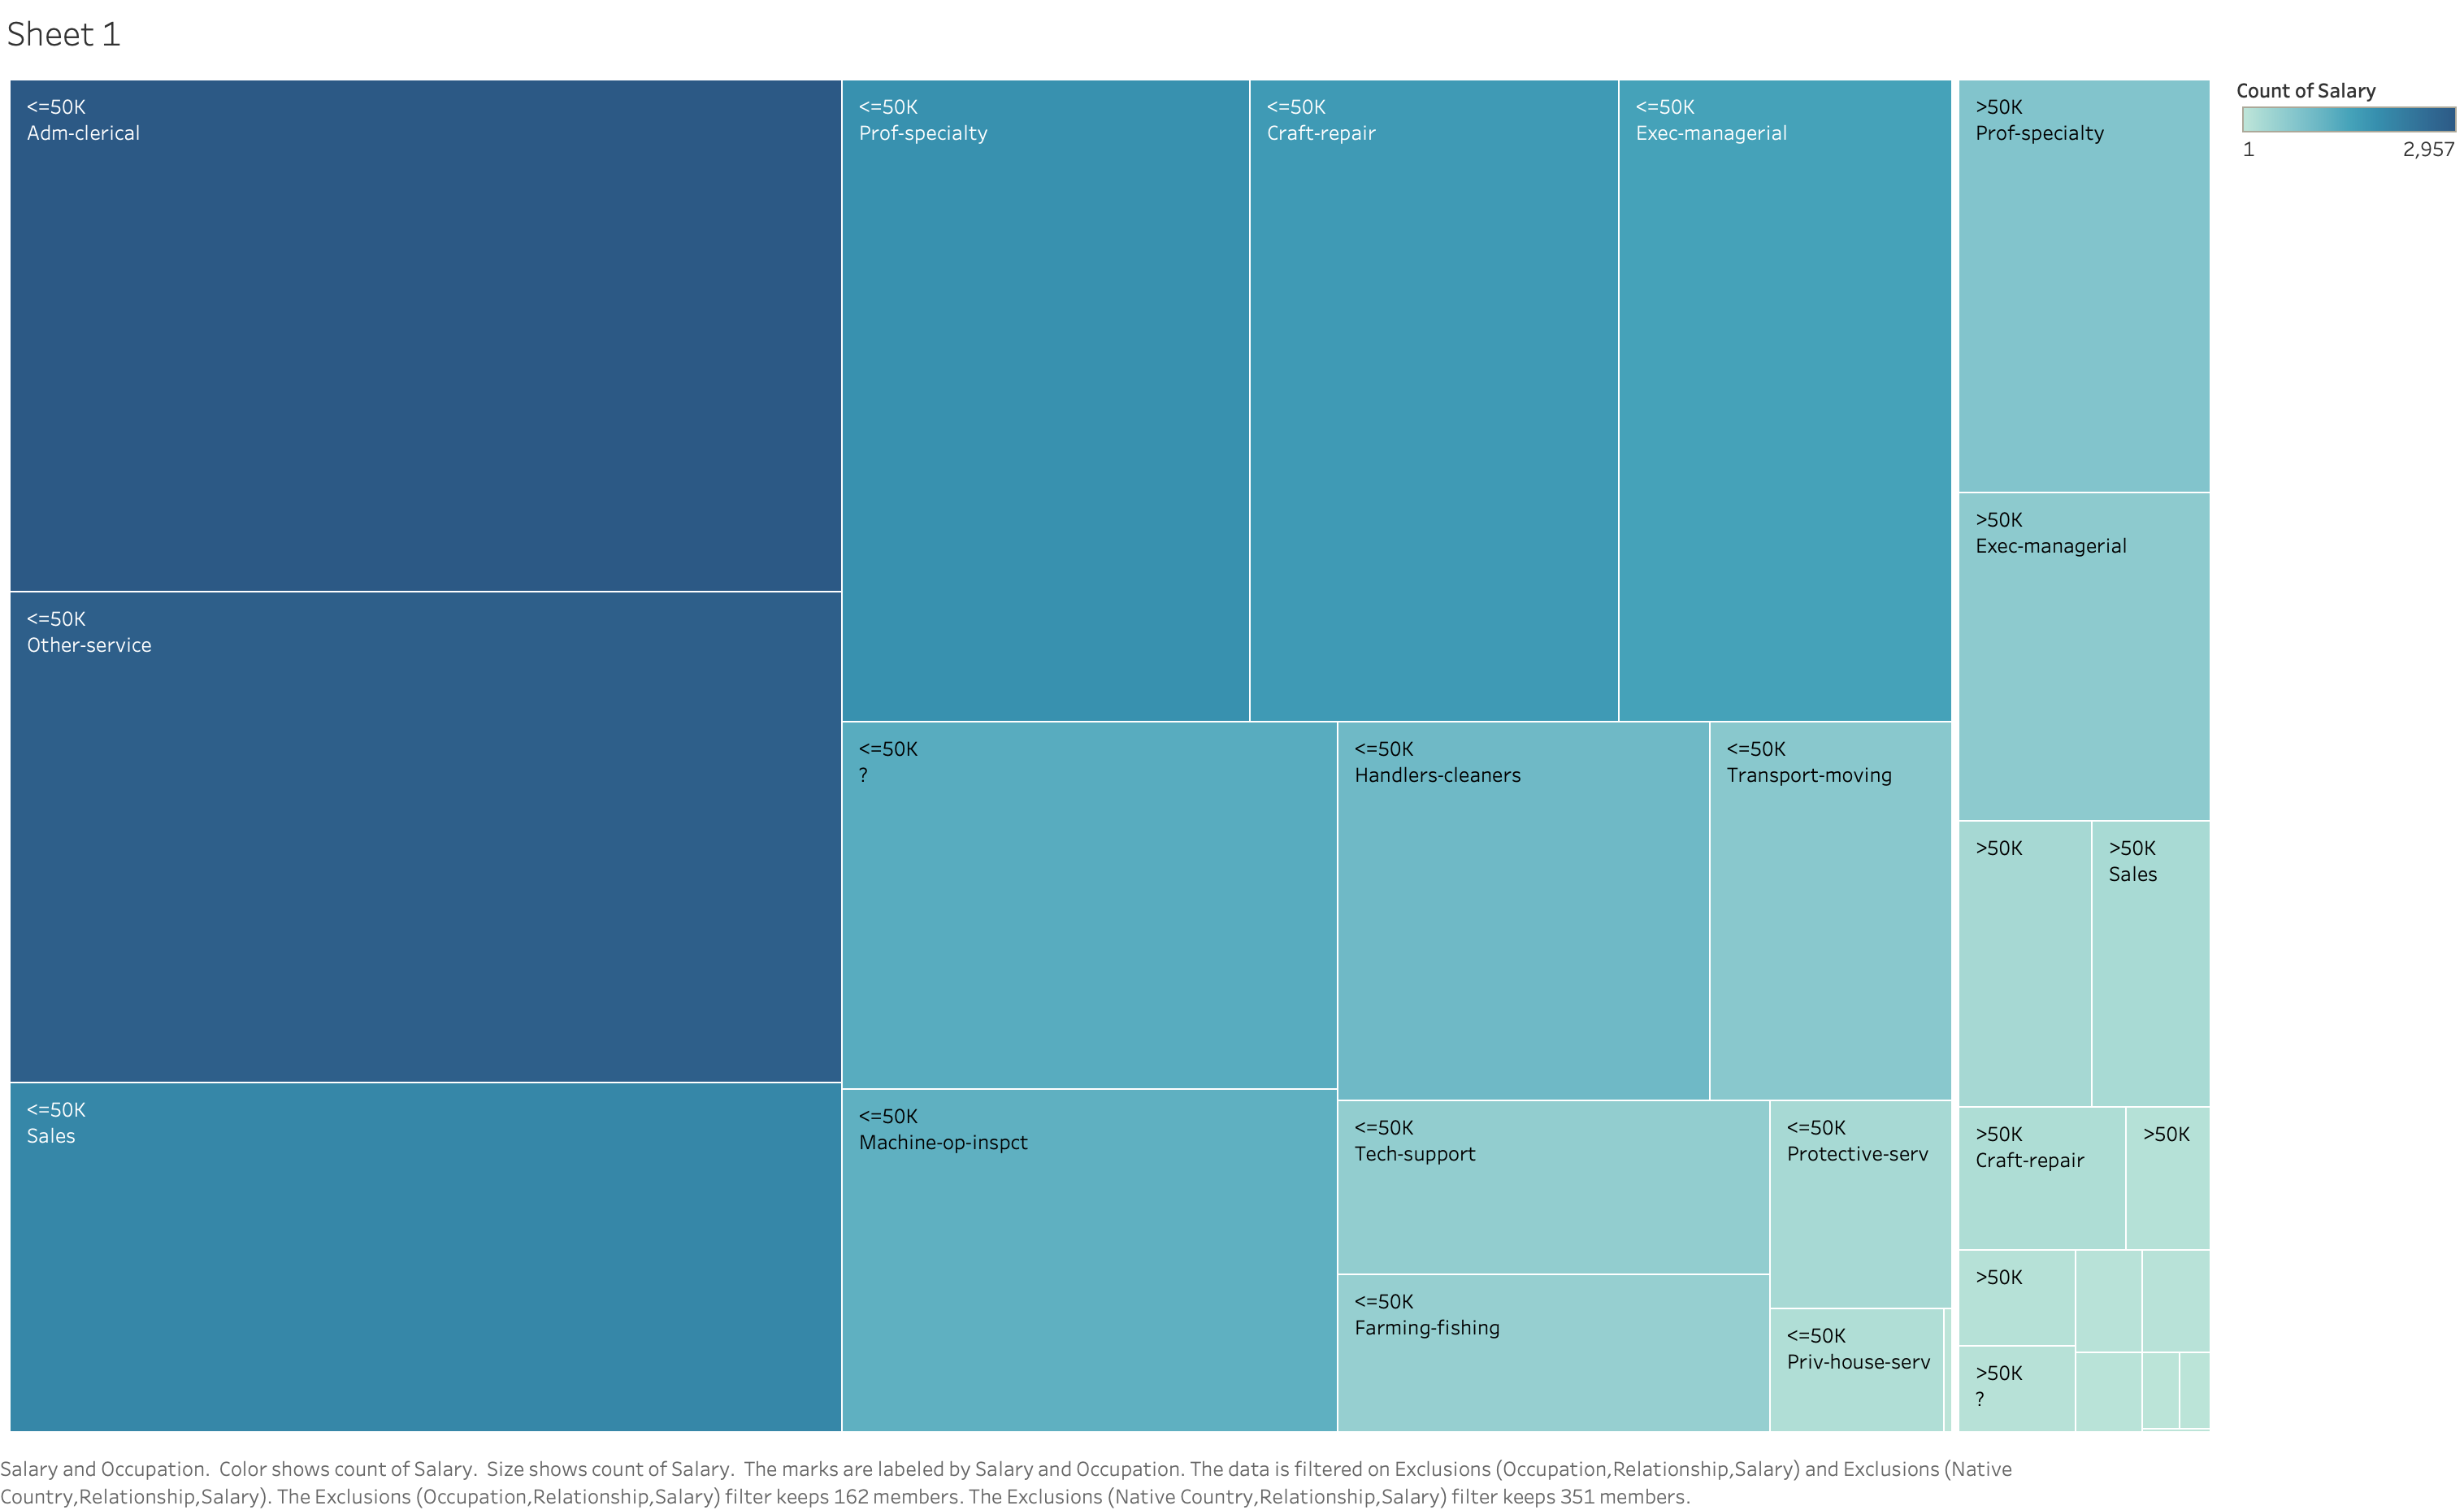 Sheet 1
<=50K
Adm-clerical
<=50K
Other-service
<=50K
Sales
<=50K
Prof-specialty
<=50K
Craft-repair
<=50K
Exec-managerial
<=50K
?
<=50K
Machine-op-inspct
<=50K
Handlers-cleaners
<=50K
Transport-moving
<=50K
Tech-support
<=50K
Farming-fishing
<=50K
Protective-serv
<=50K
Priv-house-serv
>50K
Prof-specialty
>50K
Exec-managerial
>50K
>50K
Sales
>50K
Craft-repair
>50K
>50K
>50K
?
Count of Salary
1 2,957
Salary and Occupation.  Color shows count of Salary.  Size shows count of Salary.  The marks are labeled by Salary and Occupation. The data is filtered on Exclusions (Occupation,Relationship,Salary) and Exclusions (Native
Country,Relationship,Salary). The Exclusions (Occupation,Relationship,Salary) filter keeps 162 members. The Exclusions (Native Country,Relationship,Salary) filter keeps 351 members.